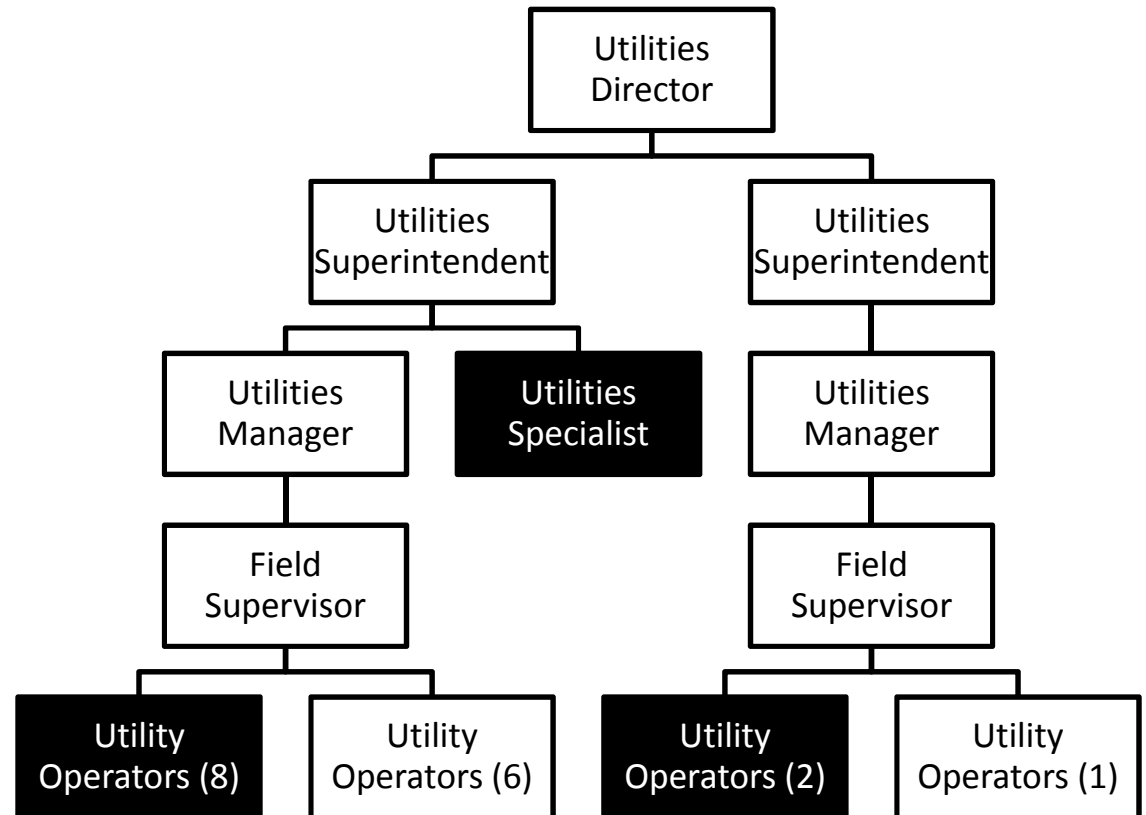 Utilities
Director
Utilities
Superintendent
Utilities
Superintendent
Utilities
Manager
Utilities
Specialist
Utilities
Manager
Field
Supervisor
Field
Supervisor
Utility
Operators (8)
Utility
Operators (6)
Utility
Operators (2)
Utility
Operators (1)